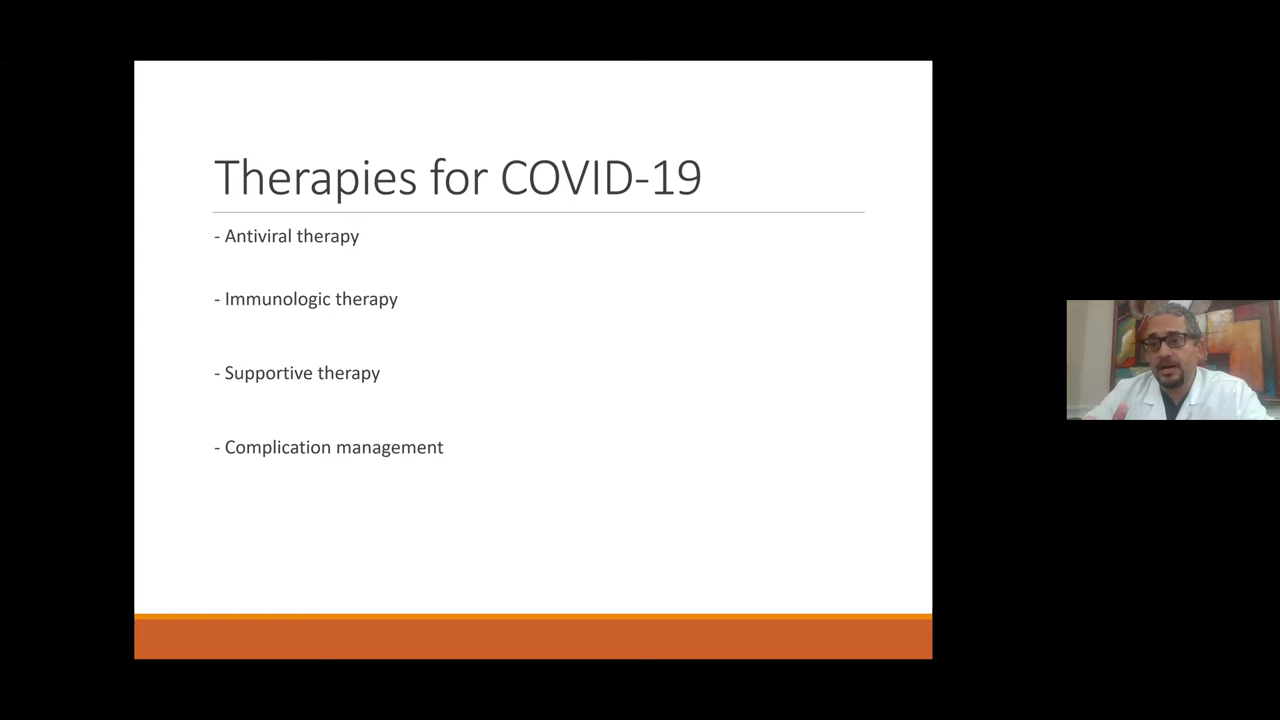 Therapies for COVID-19
- Antiviral therapy
- Immunologic therapy
- Supportive therapy
- Complication management